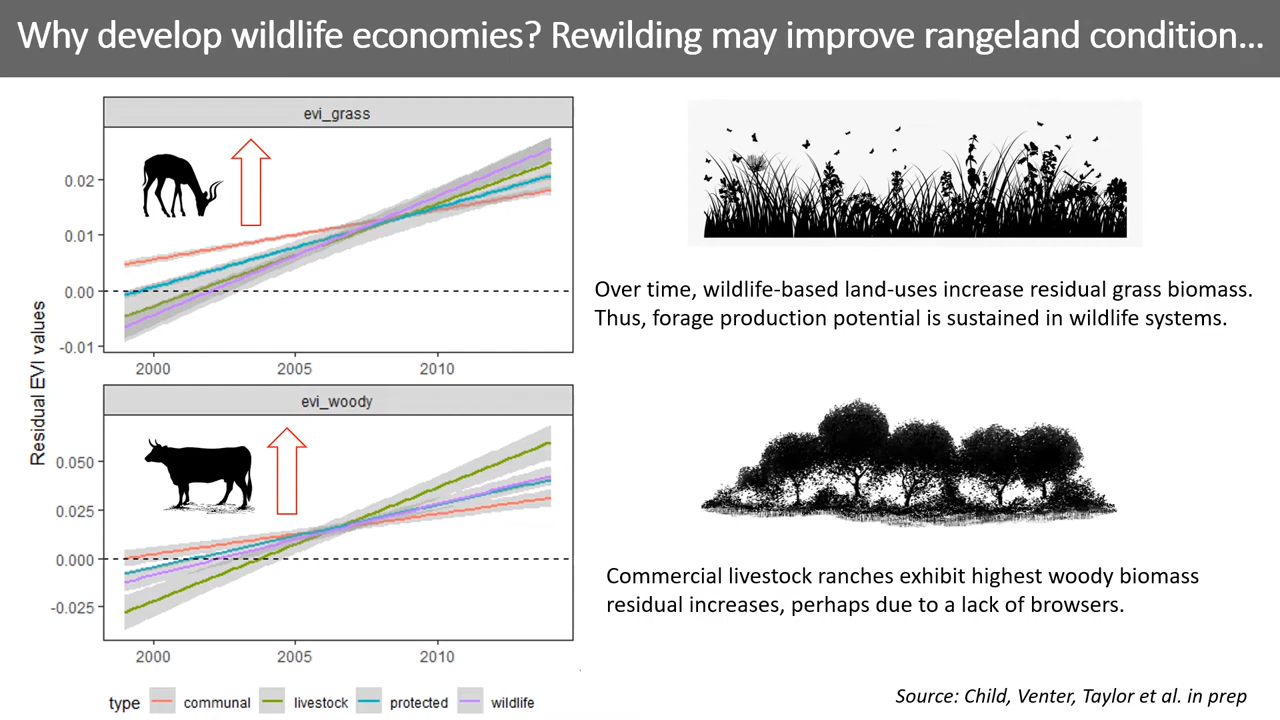 Why develop wildlife economies? Rewilding may improve rangeland condition...
evi_grass
0.02
0.01
0.00
-0.01
2000 2005 2010
Residual EVI values
evi_woody
0.050
0.025
0.000
-0.025
2000 2005 2010
type communal livestock protected wildlife
Over time, wildlife-based land-uses increase residual grass biomass.
Thus, forage production potential is sustained in wildlife systems.
Commercial livestock ranches exhibit highest woody biomass
residual increases, perhaps due to a lack of browsers.
Source: Child, Venter, Taylor et al. in prep